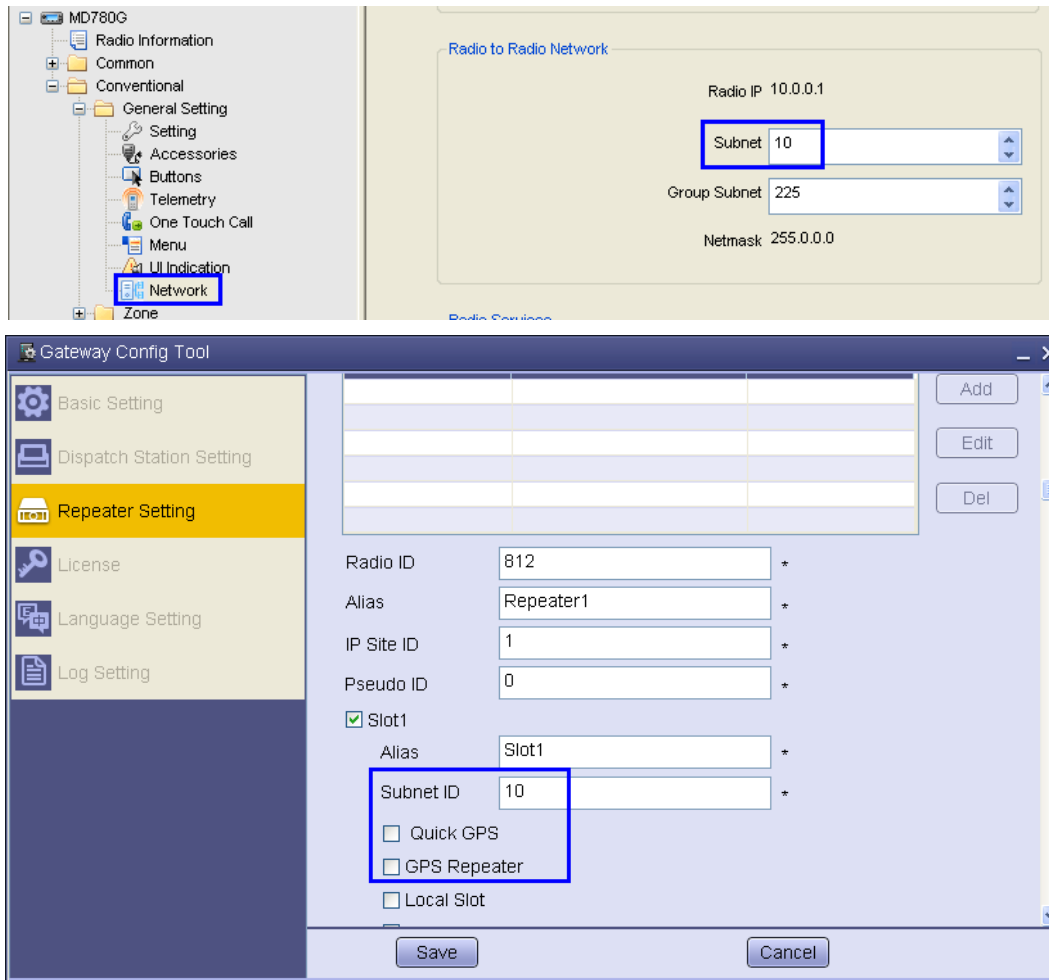 MD780G
Radio Information
Common
Conventional
General Setting
Setting
Accessories
Buttons
Telemetry
One Touch Call
Menu
UI Indication
Network
Zone
Radio to Radio Network
Radio IP 10.0.0.1
Subnet 10
Group Subnet 225
Netmask 255.0.0.0
Radio Services
Gateway Config Tool
Basic Setting
Dispatch Station Setting
Repeater Setting
License
Language Setting
Log Setting
Add
Edit
Del
Radio ID 812 *
Alias Repeater1 *
IP Site ID 1 *
Pseudo ID 0 *
Slot1
Alias Slot1 *
Subnet ID 10 *
Quick GPS
GPS Repeater
Local Slot
Save Cancel